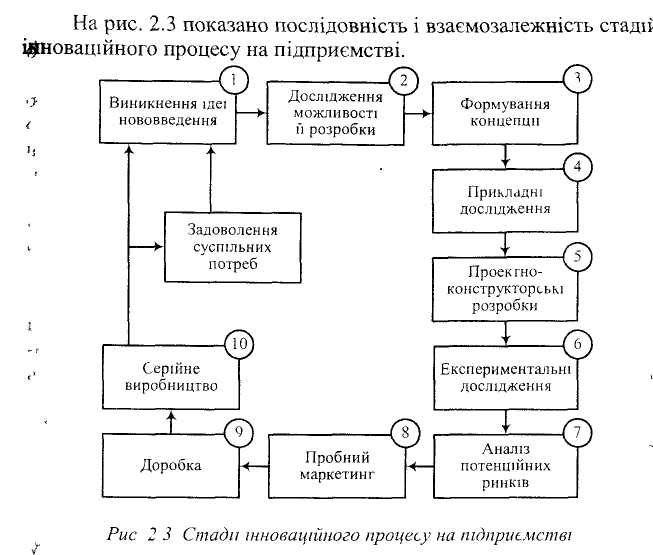 На рис. 2.3 показано послідовність і взаємозалежність стадій
інноваційного процесу на підприємстві.
1
Виникнення ідеї
нововведення
2
Дослідження
можливості
її розробки
3
Формування
концепції
4
Прикладні
дослідження
Задоволення
суспільних
потреб
5
Проектно-
конструкторські
розробки
10
Серійне
виробництво
6
Експериментальні
дослідження
9
Доробка
8
Пробний
маркетинг
7
Аналіз
потенційних
ринків
Рис 2 3 Стадії інноваційного процесу на підприємстві